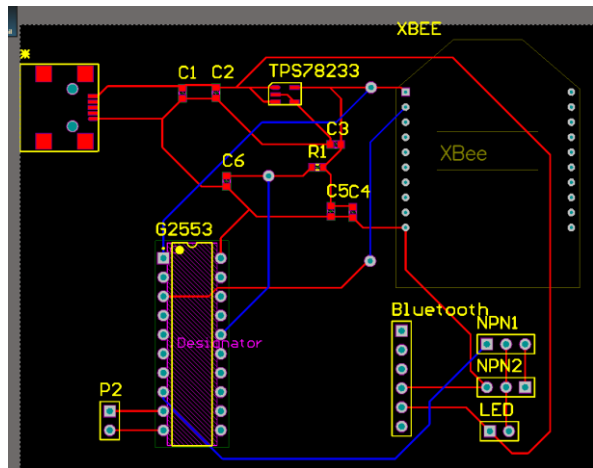 XBEE
C1 C2 TPS78233
C3
XBee
R1
C6
C5C4
G2553
Bluetooth
NPN1
Designator
NPN2
P2
LED